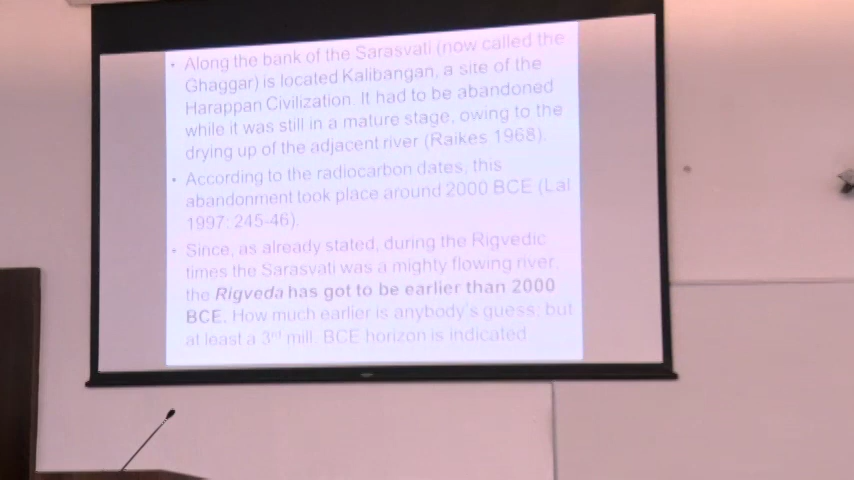 • Along the bank of the Sarasvati (now called the
Ghaggar) is located Kalibangan, a site of the
Harappan Civilization. It had to be abandoned
while it was still in a mature stage, owing to the
drying up of the adjacent river (Raikes 1968).
• According to the radiocarbon dates, this
abandonment took place around 2000 BCE (Lal
1997: 245-46).
• Since, as already stated, during the Rigvedic
times the Sarasvati was a mighty flowing river,
the Rigveda has got to be earlier than 2000
BCE. How much earlier is anybody's guess; but
at least a 3rd mill. BCE horizon is indicated